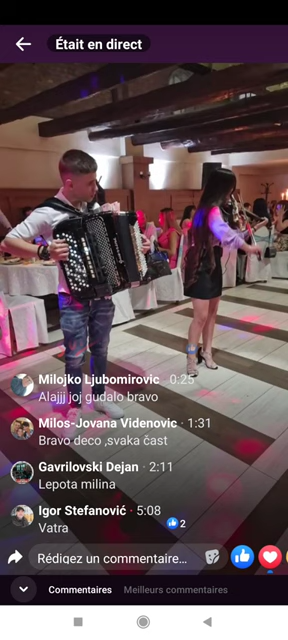 Était en direct
Milojko Ljubomirovic · 0:25
Alajjj joj gudalo bravo
Milos-Jovana Videnovic · 1:31
Bravo deco ,svaka čast
Gavrilovski Dejan · 2:11
Lepota milina
Igor Stefanović · 5:08
Vatra
2
Rédigez un commentaire...
Commentaires Meilleurs commentaires